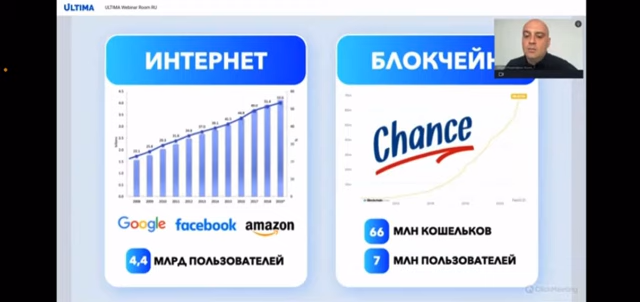 ULTIMA
ULTIMA Webinar Room RU
ИНТЕРНЕТ
БЛОКЧЕЙН
Chance
Google facebook amazon
4,4 МЛРД ПОЛЬЗОВАТЕЛЕЙ
66 МЛН КОШЕЛЬКОВ
7 МЛН ПОЛЬЗОВАТЕЛЕЙ
ClickMeeting